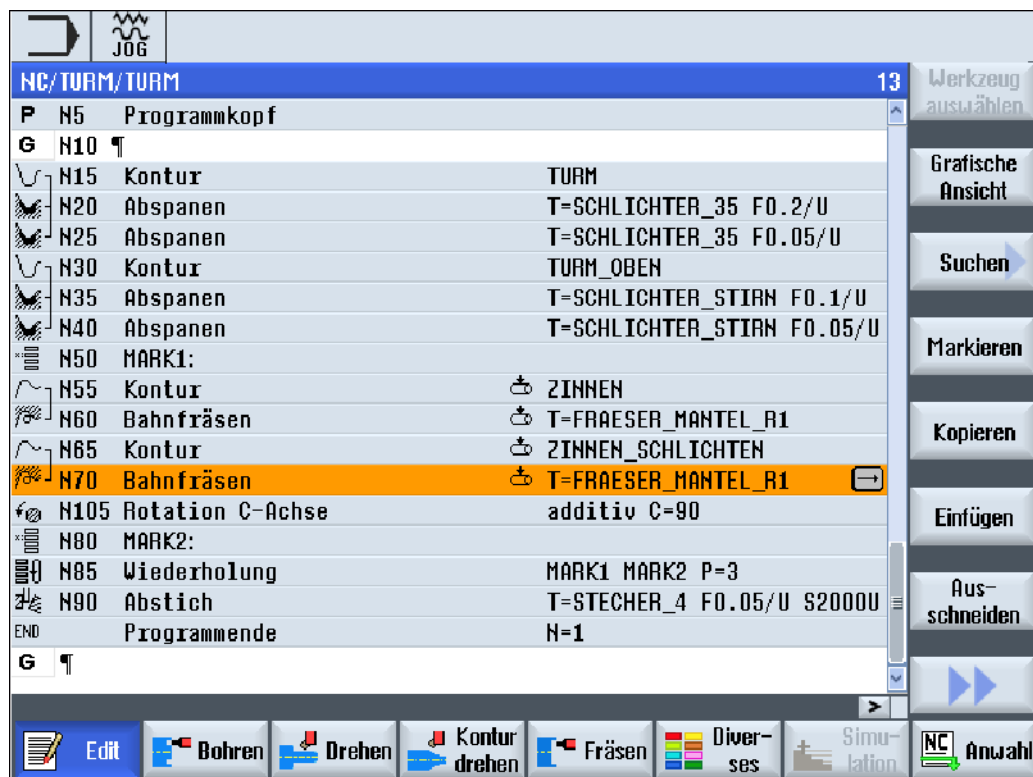 JOG
NC/TURM/TURM 13
P N5 Programmkopf
G N10 ¶
N15 Kontur TURM
N20 Abspanen T=SCHLICHTER_35 F0.2/U
N25 Abspanen T=SCHLICHTER_35 F0.05/U
N30 Kontur TURM_OBEN
N35 Abspanen T=SCHLICHTER_STIRN F0.1/U
N40 Abspanen T=SCHLICHTER_STIRN F0.05/U
N50 MARK1:
N55 Kontur ZINNEN
N60 Bahnfräsen T=FRAESER_MANTEL_R1
N65 Kontur ZINNEN_SCHLICHTEN
N70 Bahnfräsen T=FRAESER_MANTEL_R1
N105 Rotation C-Achse additiv C=90
N80 MARK2:
N85 Wiederholung MARK1 MARK2 P=3
N90 Abstich T=STECHER_4 F0.05/U S2000U
END Programmende N=1
G ¶
Werkzeug
auswählen
Grafische
Ansicht
Suchen
Markieren
Kopieren
Einfügen
Aus-
schneiden
Edit
Bohren
Drehen
Kontur
drehen
Fräsen
Diver-
ses
Simu-
lation
NC Anwahl